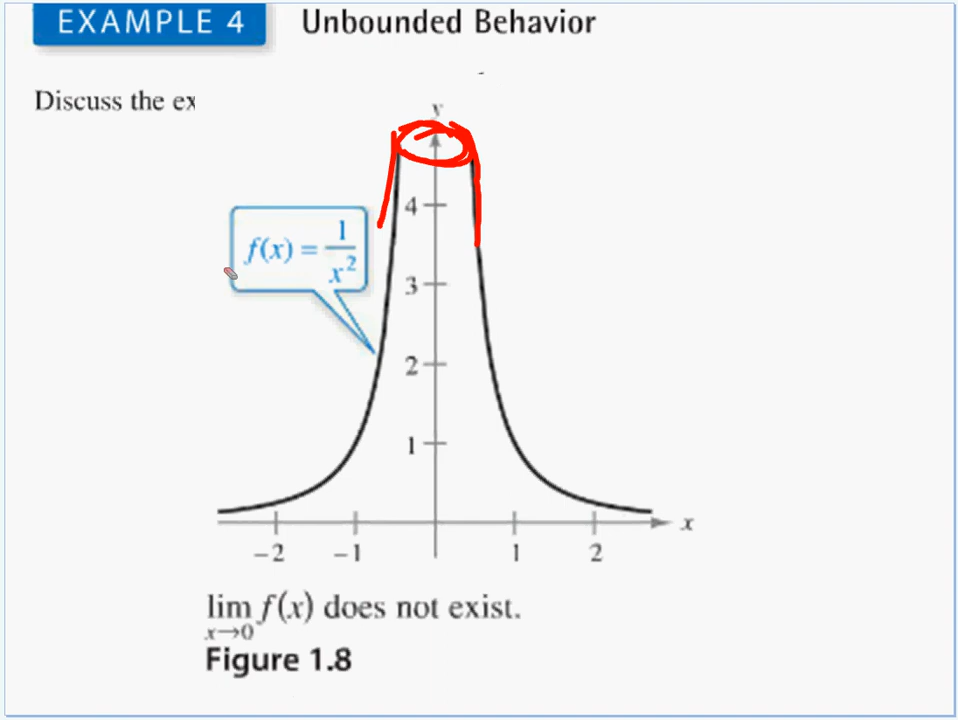 EXAMPLE 4 Unbounded Behavior
Discuss the ex
y
4
f(x) = 1/x²
3
2
1
-2 -1 1 2 x
lim f(x) does not exist.
x→0
Figure 1.8